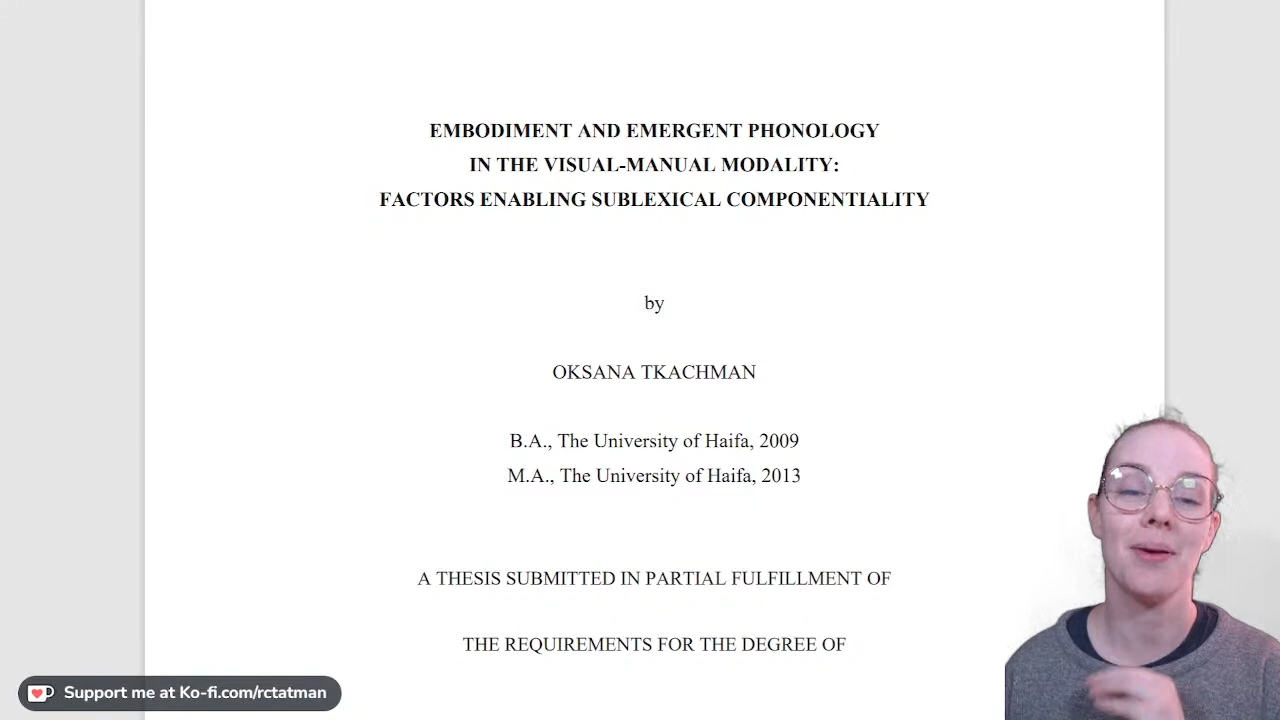 EMBODIMENT AND EMERGENT PHONOLOGY
IN THE VISUAL-MANUAL MODALITY:
FACTORS ENABLING SUBLEXICAL COMPONENTIALITY
by
OKSANA TKACHMAN
B.A., The University of Haifa, 2009
M.A., The University of Haifa, 2013
A THESIS SUBMITTED IN PARTIAL FULFILLMENT OF
THE REQUIREMENTS FOR THE DEGREE OF
Support me at Ko-fi.com/rctatman